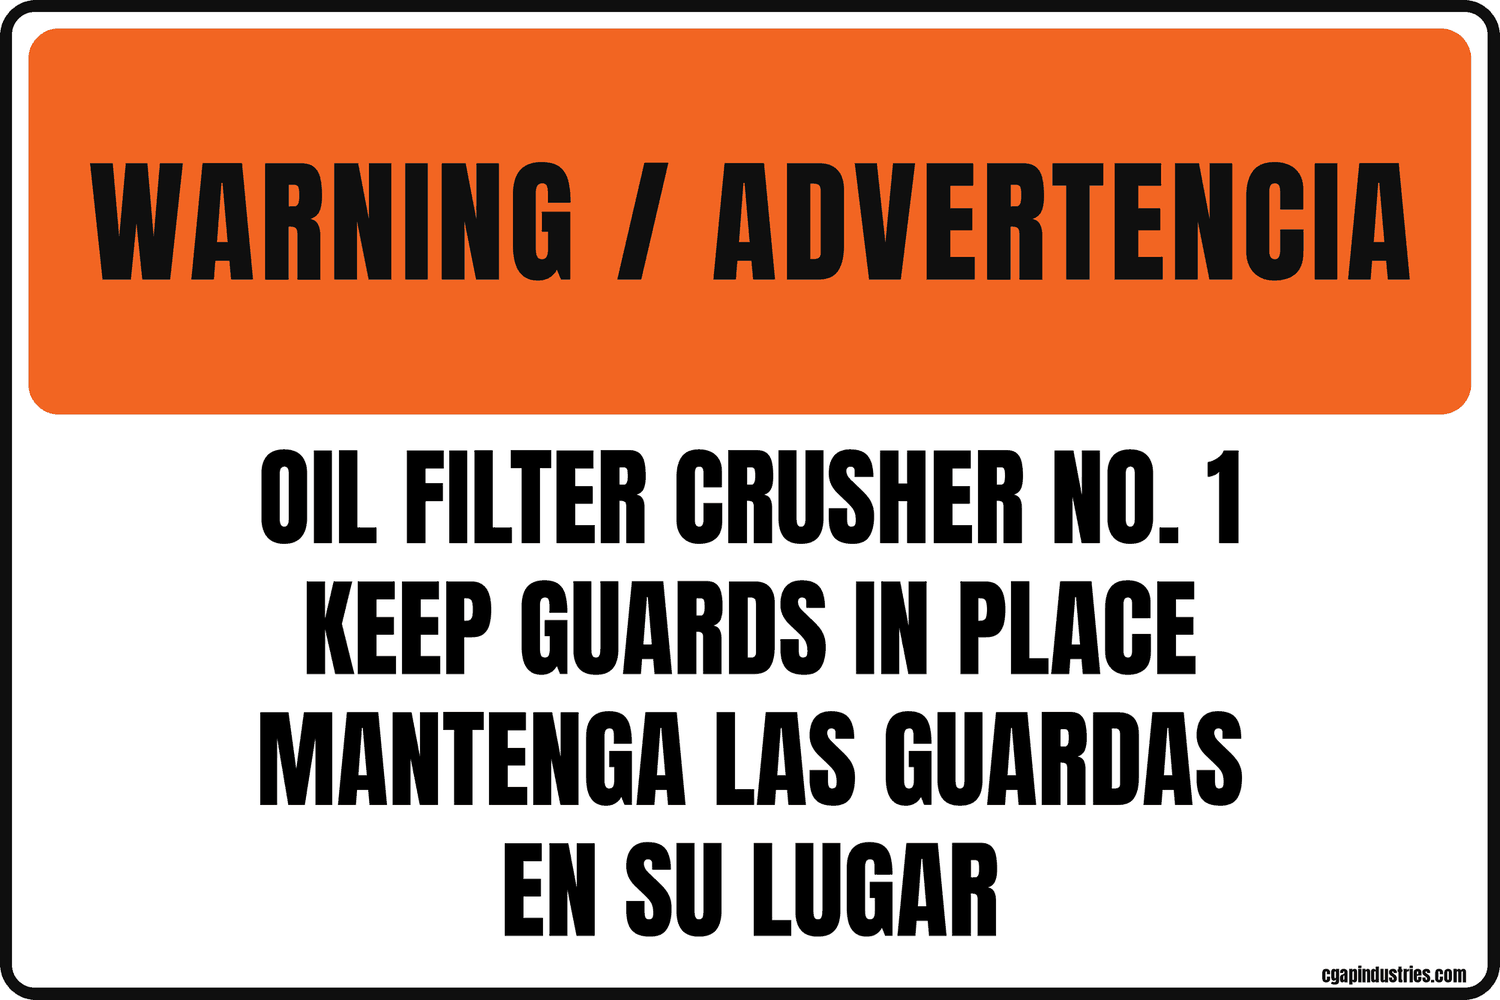 WARNING / ADVERTENCIA
OIL FILTER CRUSHER NO. 1
KEEP GUARDS IN PLACE
MANTENGA LAS GUARDAS
EN SU LUGAR
cgapindustries.com